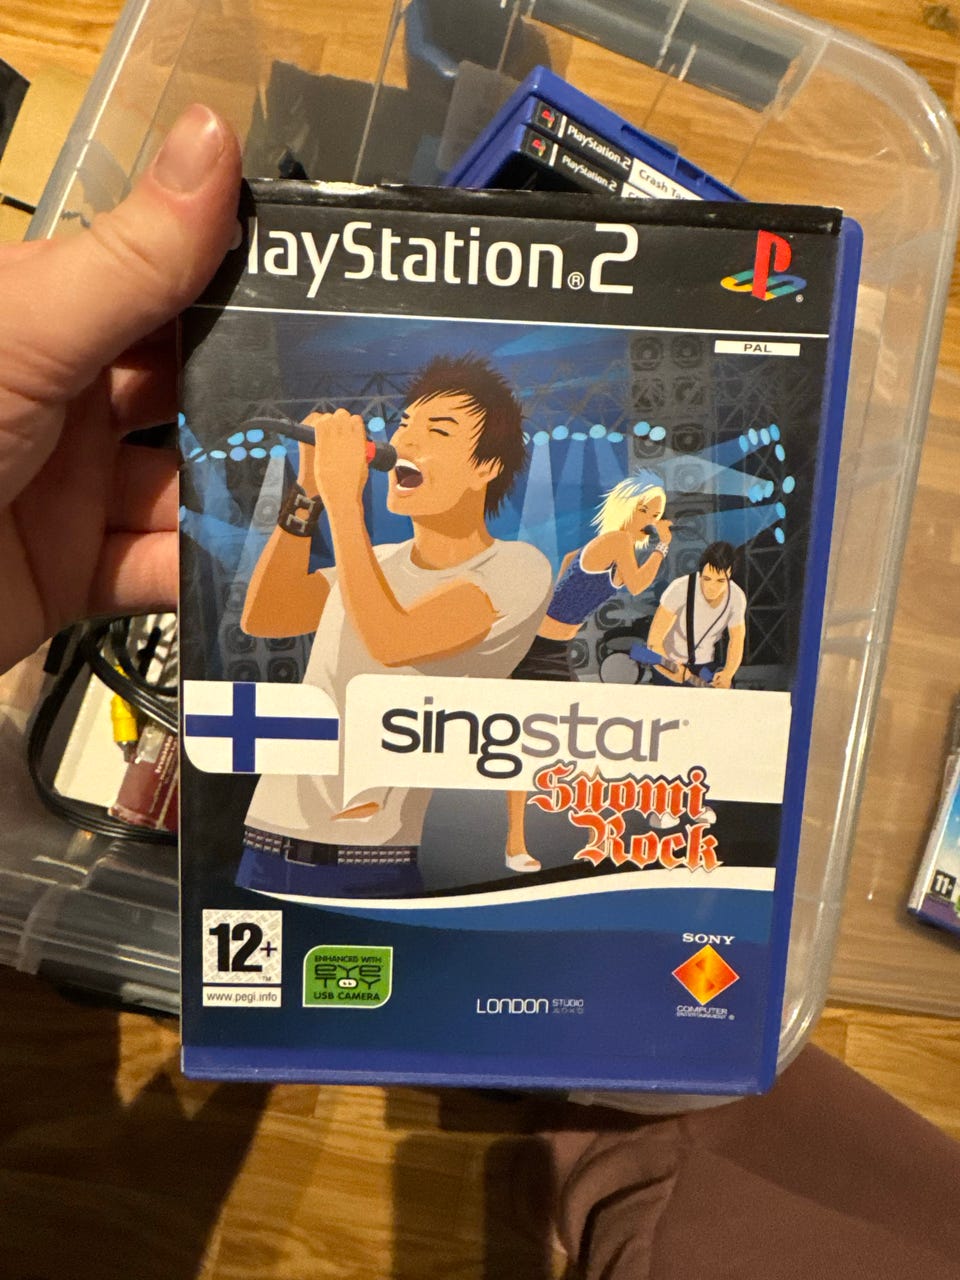 PlayStation.2
Crash Ta
PlayStation.2
layStation®2
PAL
singstar
Suomi
Rock
12+
www.pegi.info
ENHANCED WITH
EYE
TOY
USB CAMERA
LONDON STUDIO
SONY
COMPUTER
ENTERTAINMENT®
11+